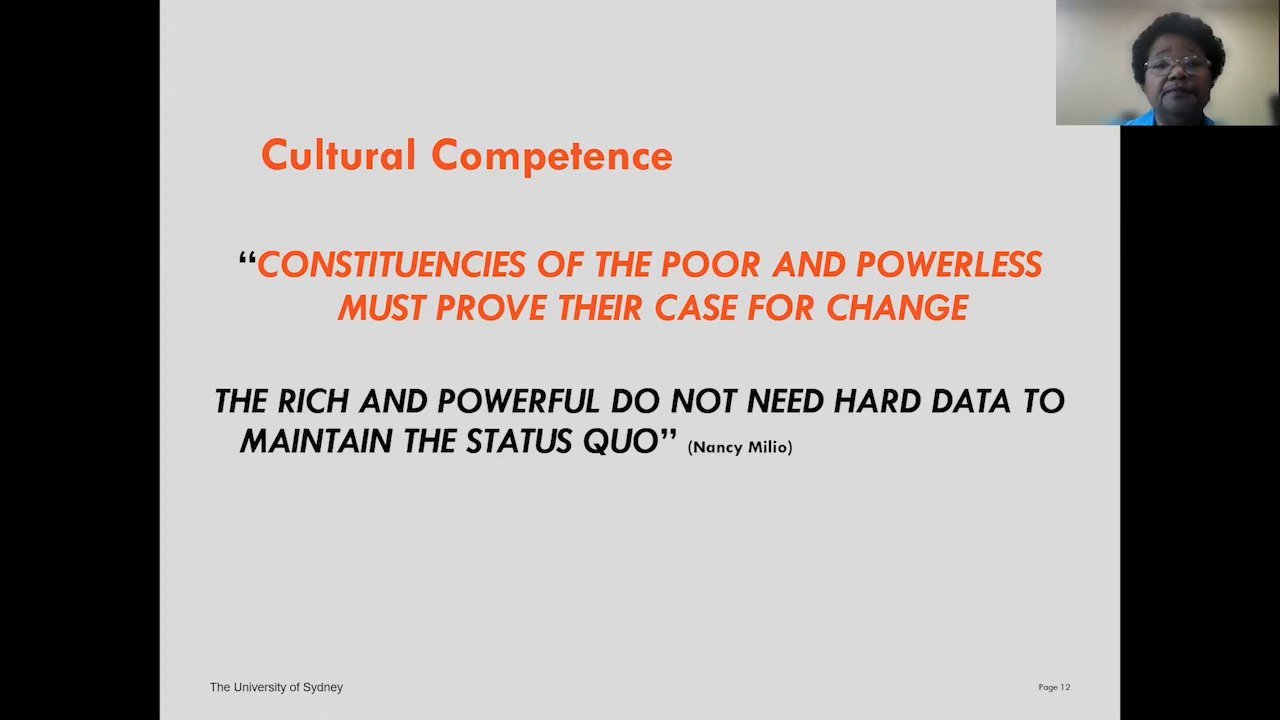 Cultural Competence
“CONSTITUENCIES OF THE POOR AND POWERLESS
MUST PROVE THEIR CASE FOR CHANGE
THE RICH AND POWERFUL DO NOT NEED HARD DATA TO
MAINTAIN THE STATUS QUO” (Nancy Milio)
The University of Sydney
Page 12